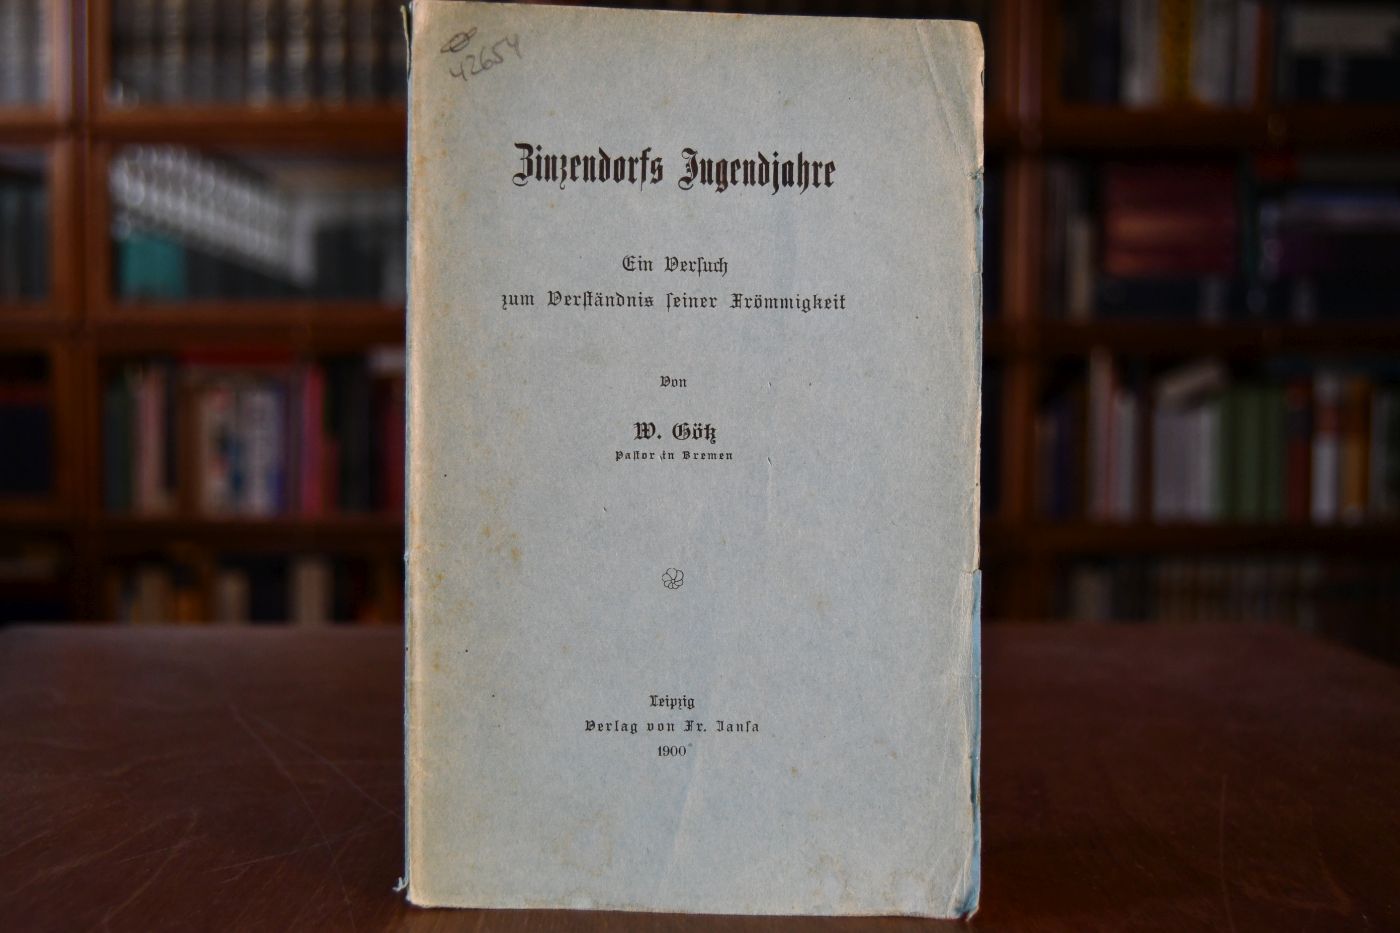 42654
Zinzendorfs Jugendjahre
Ein Verſuch
zum Verſtändnis ſeiner Frömmigkeit
Von
W. Götz
Paſtor in Bremen
Leipzig
Verlag von Fr. Janſa
1900